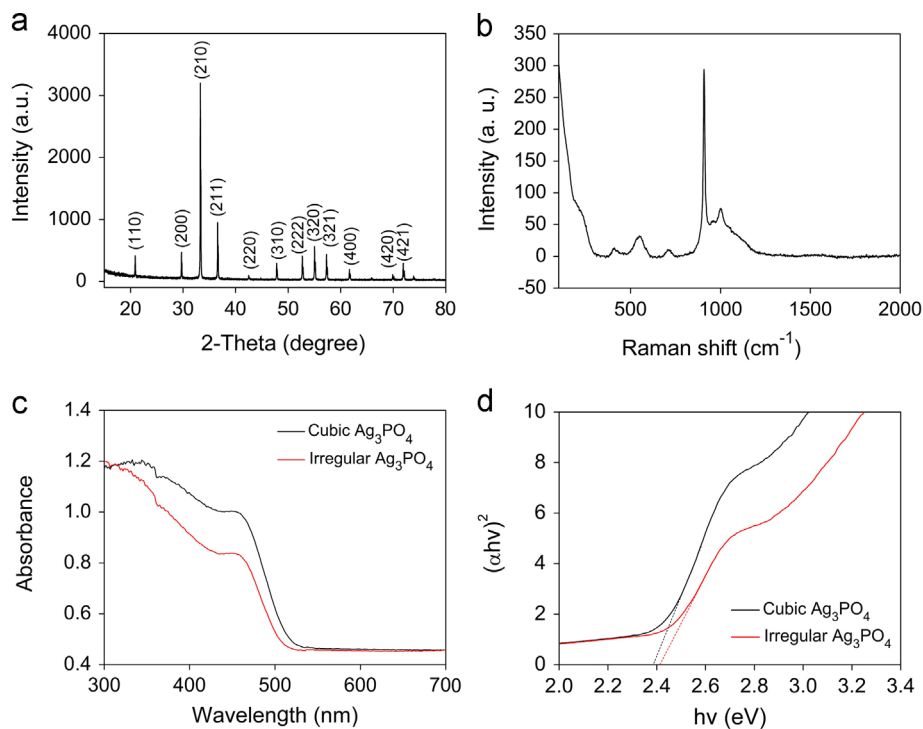 a
4000
3000
2000
1000
0
Intensity (a.u.)
(110)
(200)
(210)
(211)
(220)
(310)
(222)
(320)
(321)
(400)
(420)
(421)
20 30 40 50 60 70 80
2-Theta (degree)
b
350
300
250
200
150
100
50
0
-50
Intensity (a. u.)
500 1000 1500 2000
Raman shift (cm⁻¹)
c
1.4
1.2
1.0
0.8
0.6
0.4
Absorbance
Cubic Ag₃PO₄
Irregular Ag₃PO₄
300 400 500 600 700
Wavelength (nm)
d
10
8
6
4
2
0
(αhv)²
Cubic Ag₃PO₄
Irregular Ag₃PO₄
2.0 2.2 2.4 2.6 2.8 3.0 3.2 3.4
hv (eV)